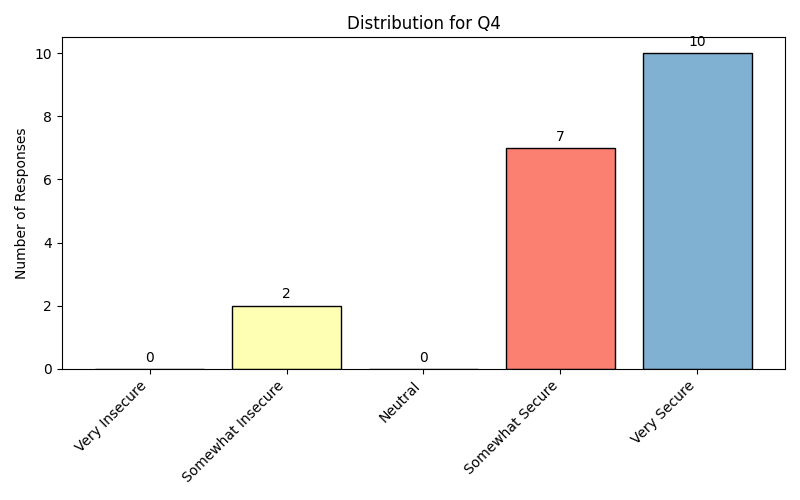 Distribution for Q4
Number of Responses
10
8
6
4
2
0
0
2
0
7
10
Very Insecure
Somewhat Insecure
Neutral
Somewhat Secure
Very Secure